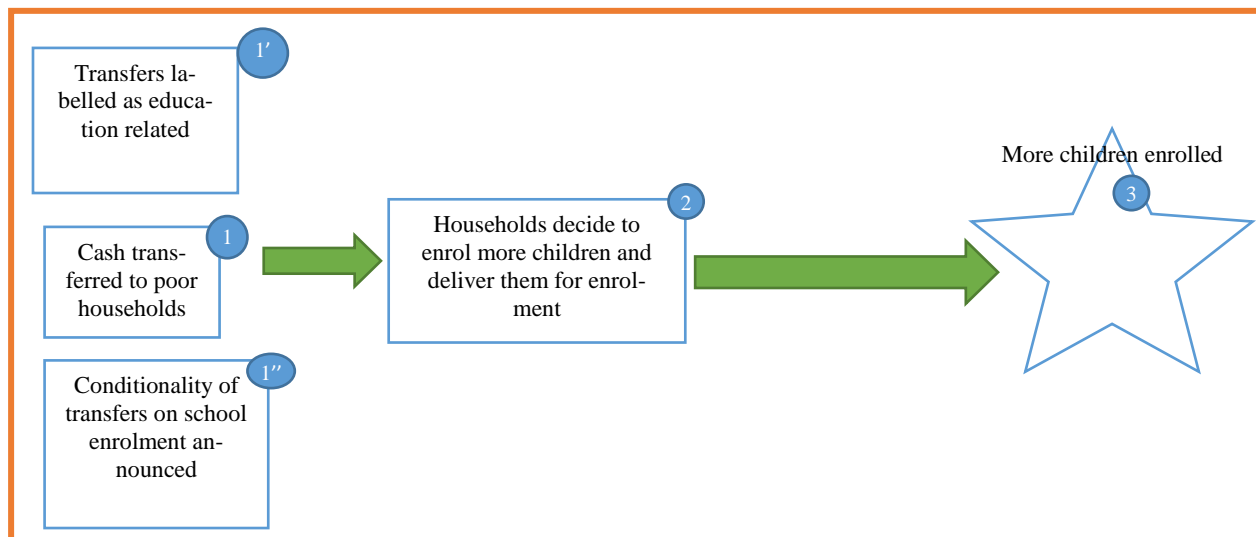 1′
Transfers la-
belled as educa-
tion related
1
Cash trans-
ferred to poor
households
1′′
Conditionality of
transfers on school
enrolment an-
nounced
2
Households decide to
enrol more children and
deliver them for enrol-
ment
More children enrolled
3